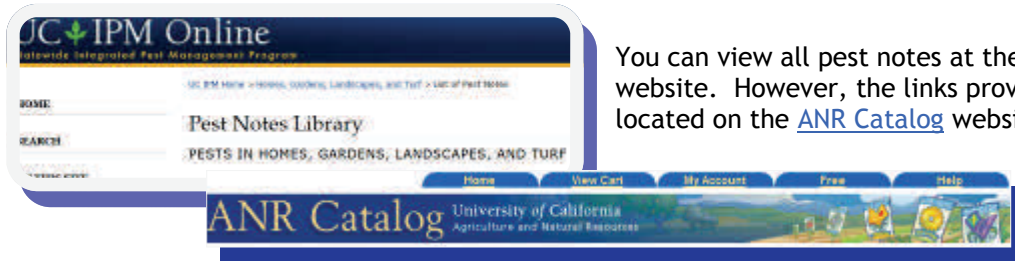 UC IPM Online
Statewide Integrated Pest Management Program
UC IPM Home > Homes, Gardens, Landscapes, and Turf > List of Pest Notes
HOME
SEARCH
Pest Notes Library
PESTS IN HOMES, GARDENS, LANDSCAPES, AND TURF
You can view all pest notes at the
website. However, the links prov
located on the ANR Catalog websi
Home View Cart My Account Free Help
ANR Catalog University of California
Agriculture and Natural Resources